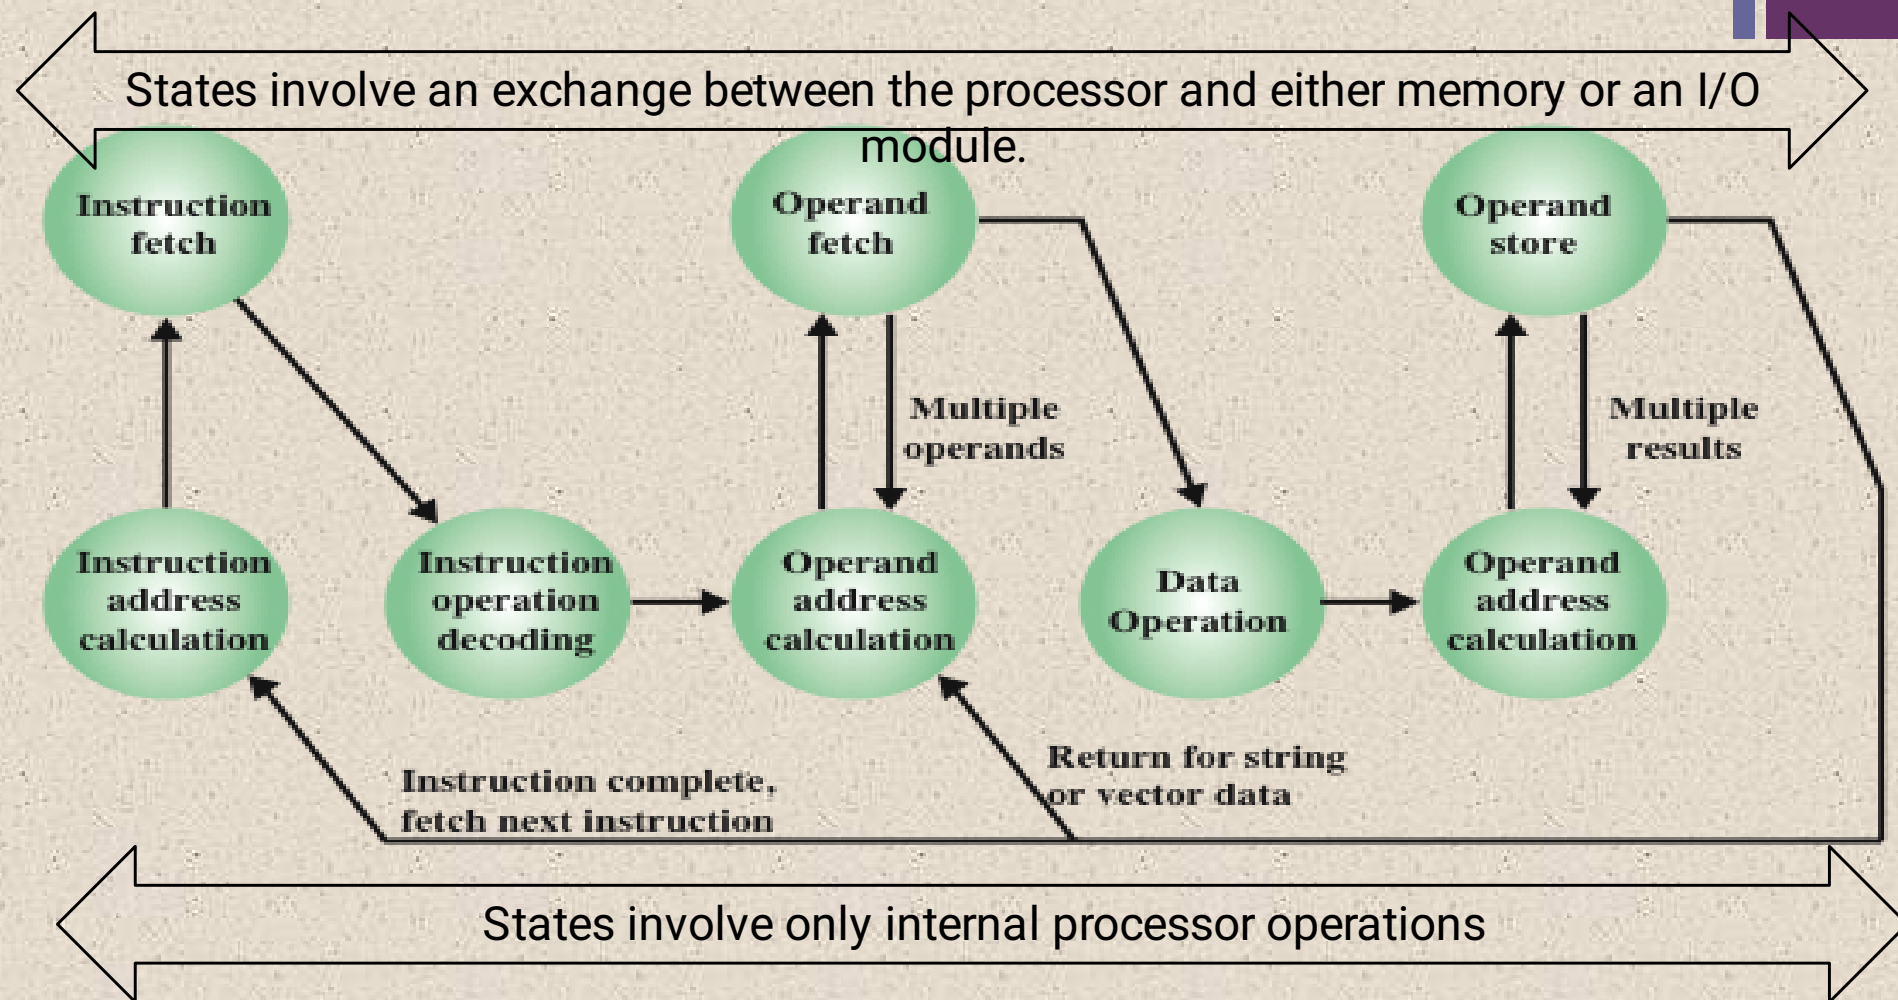 States involve an exchange between the processor and either memory or an I/O
module.
Instruction
fetch
Operand
fetch
Operand
store
Multiple
operands
Multiple
results
Instruction
address
calculation
Instruction
operation
decoding
Operand
address
calculation
Data
Operation
Operand
address
calculation
Instruction complete,
fetch next instruction
Return for string
or vector data
States involve only internal processor operations